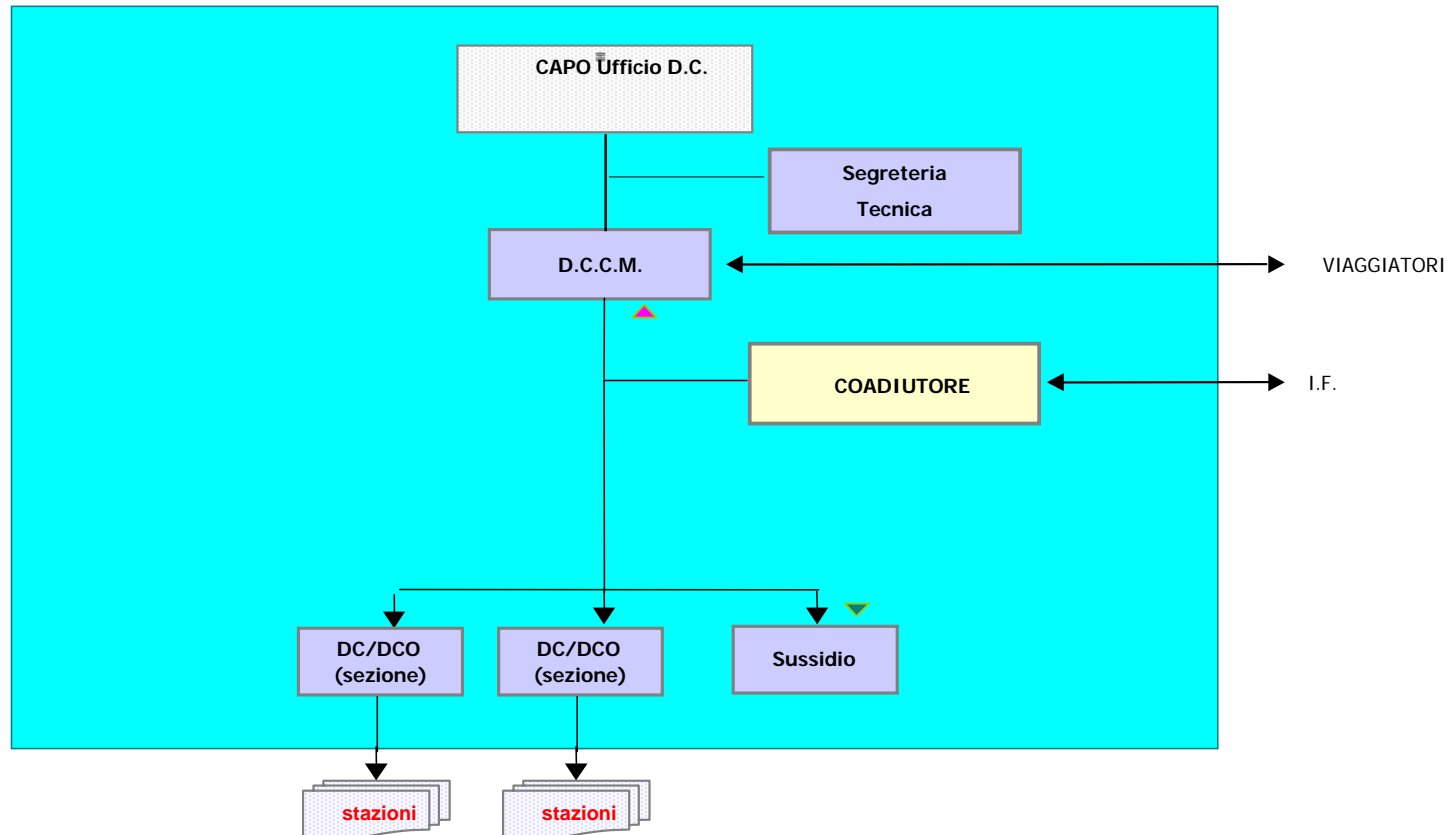 CAPO Ufficio D.C.
Segreteria
Tecnica
D.C.C.M.
VIAGGIATORI
COADIUTORE
I.F.
DC/DCO
(sezione)
DC/DCO
(sezione)
Sussidio
stazioni
stazioni